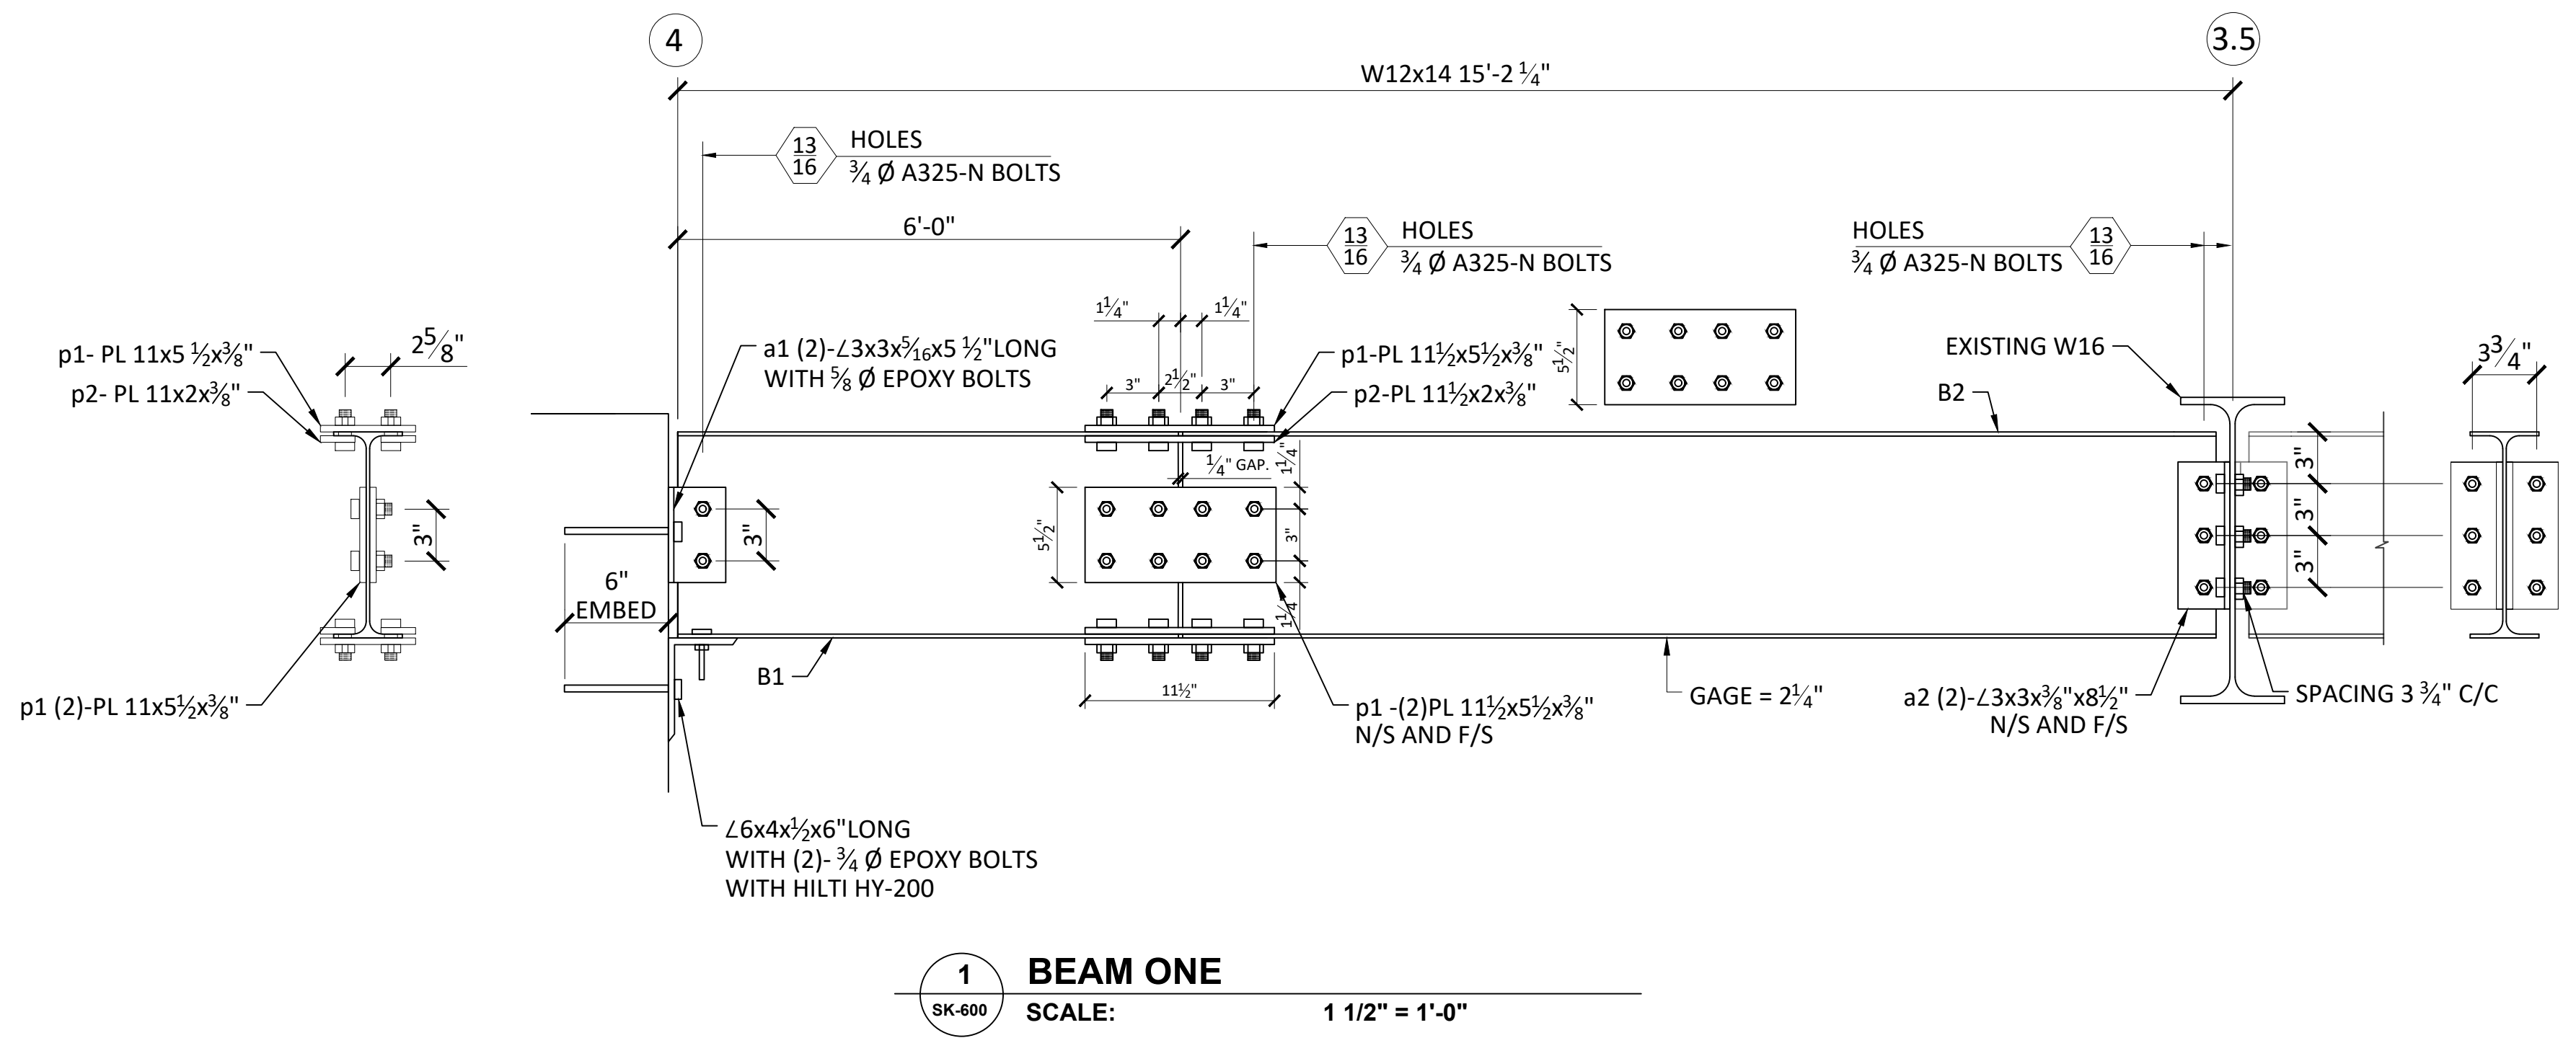 4
3.5
W12x14 15'-2 ¼"
13
16
HOLES
¾ Ø A325-N BOLTS
6'-0"
13
16
HOLES
¾ Ø A325-N BOLTS
HOLES
¾ Ø A325-N BOLTS
13
16
1¼"
1¼"
2⅝"
p1- PL 11x5 ½x⅜"
p2- PL 11x2x⅜"
a1 (2)-∠3x3x5⁄16x5 ½"LONG
WITH ⅝ Ø EPOXY BOLTS
3"
2½"
3"
p1-PL 11½x5½x⅜"
p2-PL 11½x2x⅜"
5½"
EXISTING W16
B2
3¾"
¼" GAP.
1¼"
3"
3"
5½"
3"
1¼"
3"
3"
3"
6"
EMBED
p1 (2)-PL 11x5½x⅜"
B1
11½"
p1 -(2)PL 11½x5½x⅜"
N/S AND F/S
GAGE = 2¼"
a2 (2)-∠3x3x⅜"x8½"
N/S AND F/S
SPACING 3 ¾" C/C
∠6x4x½x6"LONG
WITH (2)- ¾ Ø EPOXY BOLTS
WITH HILTI HY-200
1
SK-600
BEAM ONE
SCALE: 1 1/2" = 1'-0"